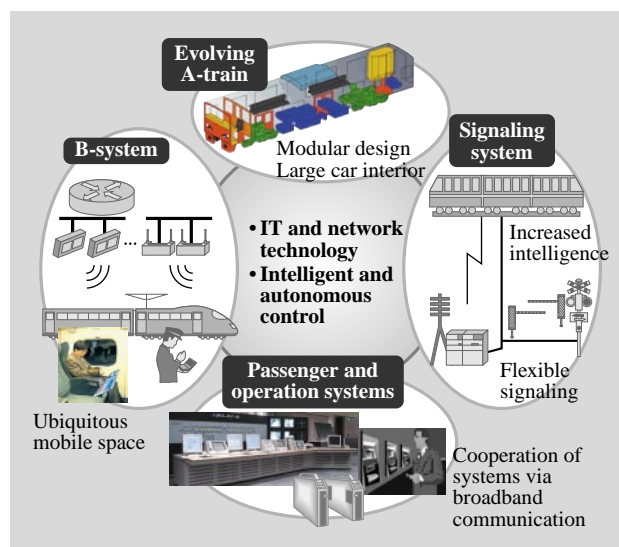 Evolving
A-train
Modular design
Large car interior
B-system
Ubiquitous
mobile space
Signaling
system
Increased
intelligence
Flexible
signaling
• IT and network
technology
• Intelligent and
autonomous
control
Passenger and
operation systems
Cooperation of
systems via
broadband
communication